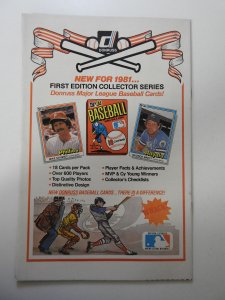 DONRUSS
NEW FOR 1981...
FIRST EDITION COLLECTOR SERIES
Donruss Major League Baseball Cards!
Phillies
BASEBALL
• 18 Cards per Pack
• Over 600 Players
• Top Quality Photos
• Distinctive Design
• Player Facts & Achievements
• MVP & Cy Young Winners
• Collector's Checklists
NEW DONRUSS BASEBALL CARDS... THERE IS A DIFFERENCE!